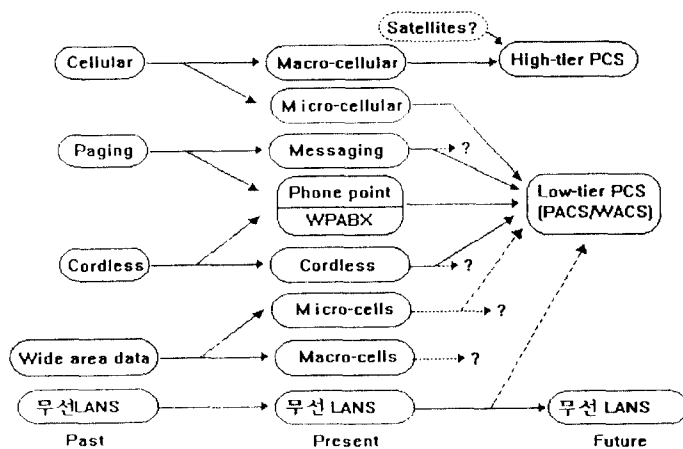 Satellites?
Cellular
Macro-cellular
High-tier PCS
Micro-cellular
Paging
Messaging
?
Phone point
WPABX
Low-tier PCS
(PACS/WACS)
Cordless
Cordless
?
Micro-cells
?
Wide area data
Macro-cells
?
무선LANS
무선 LANS
무선 LANS
Past
Present
Future